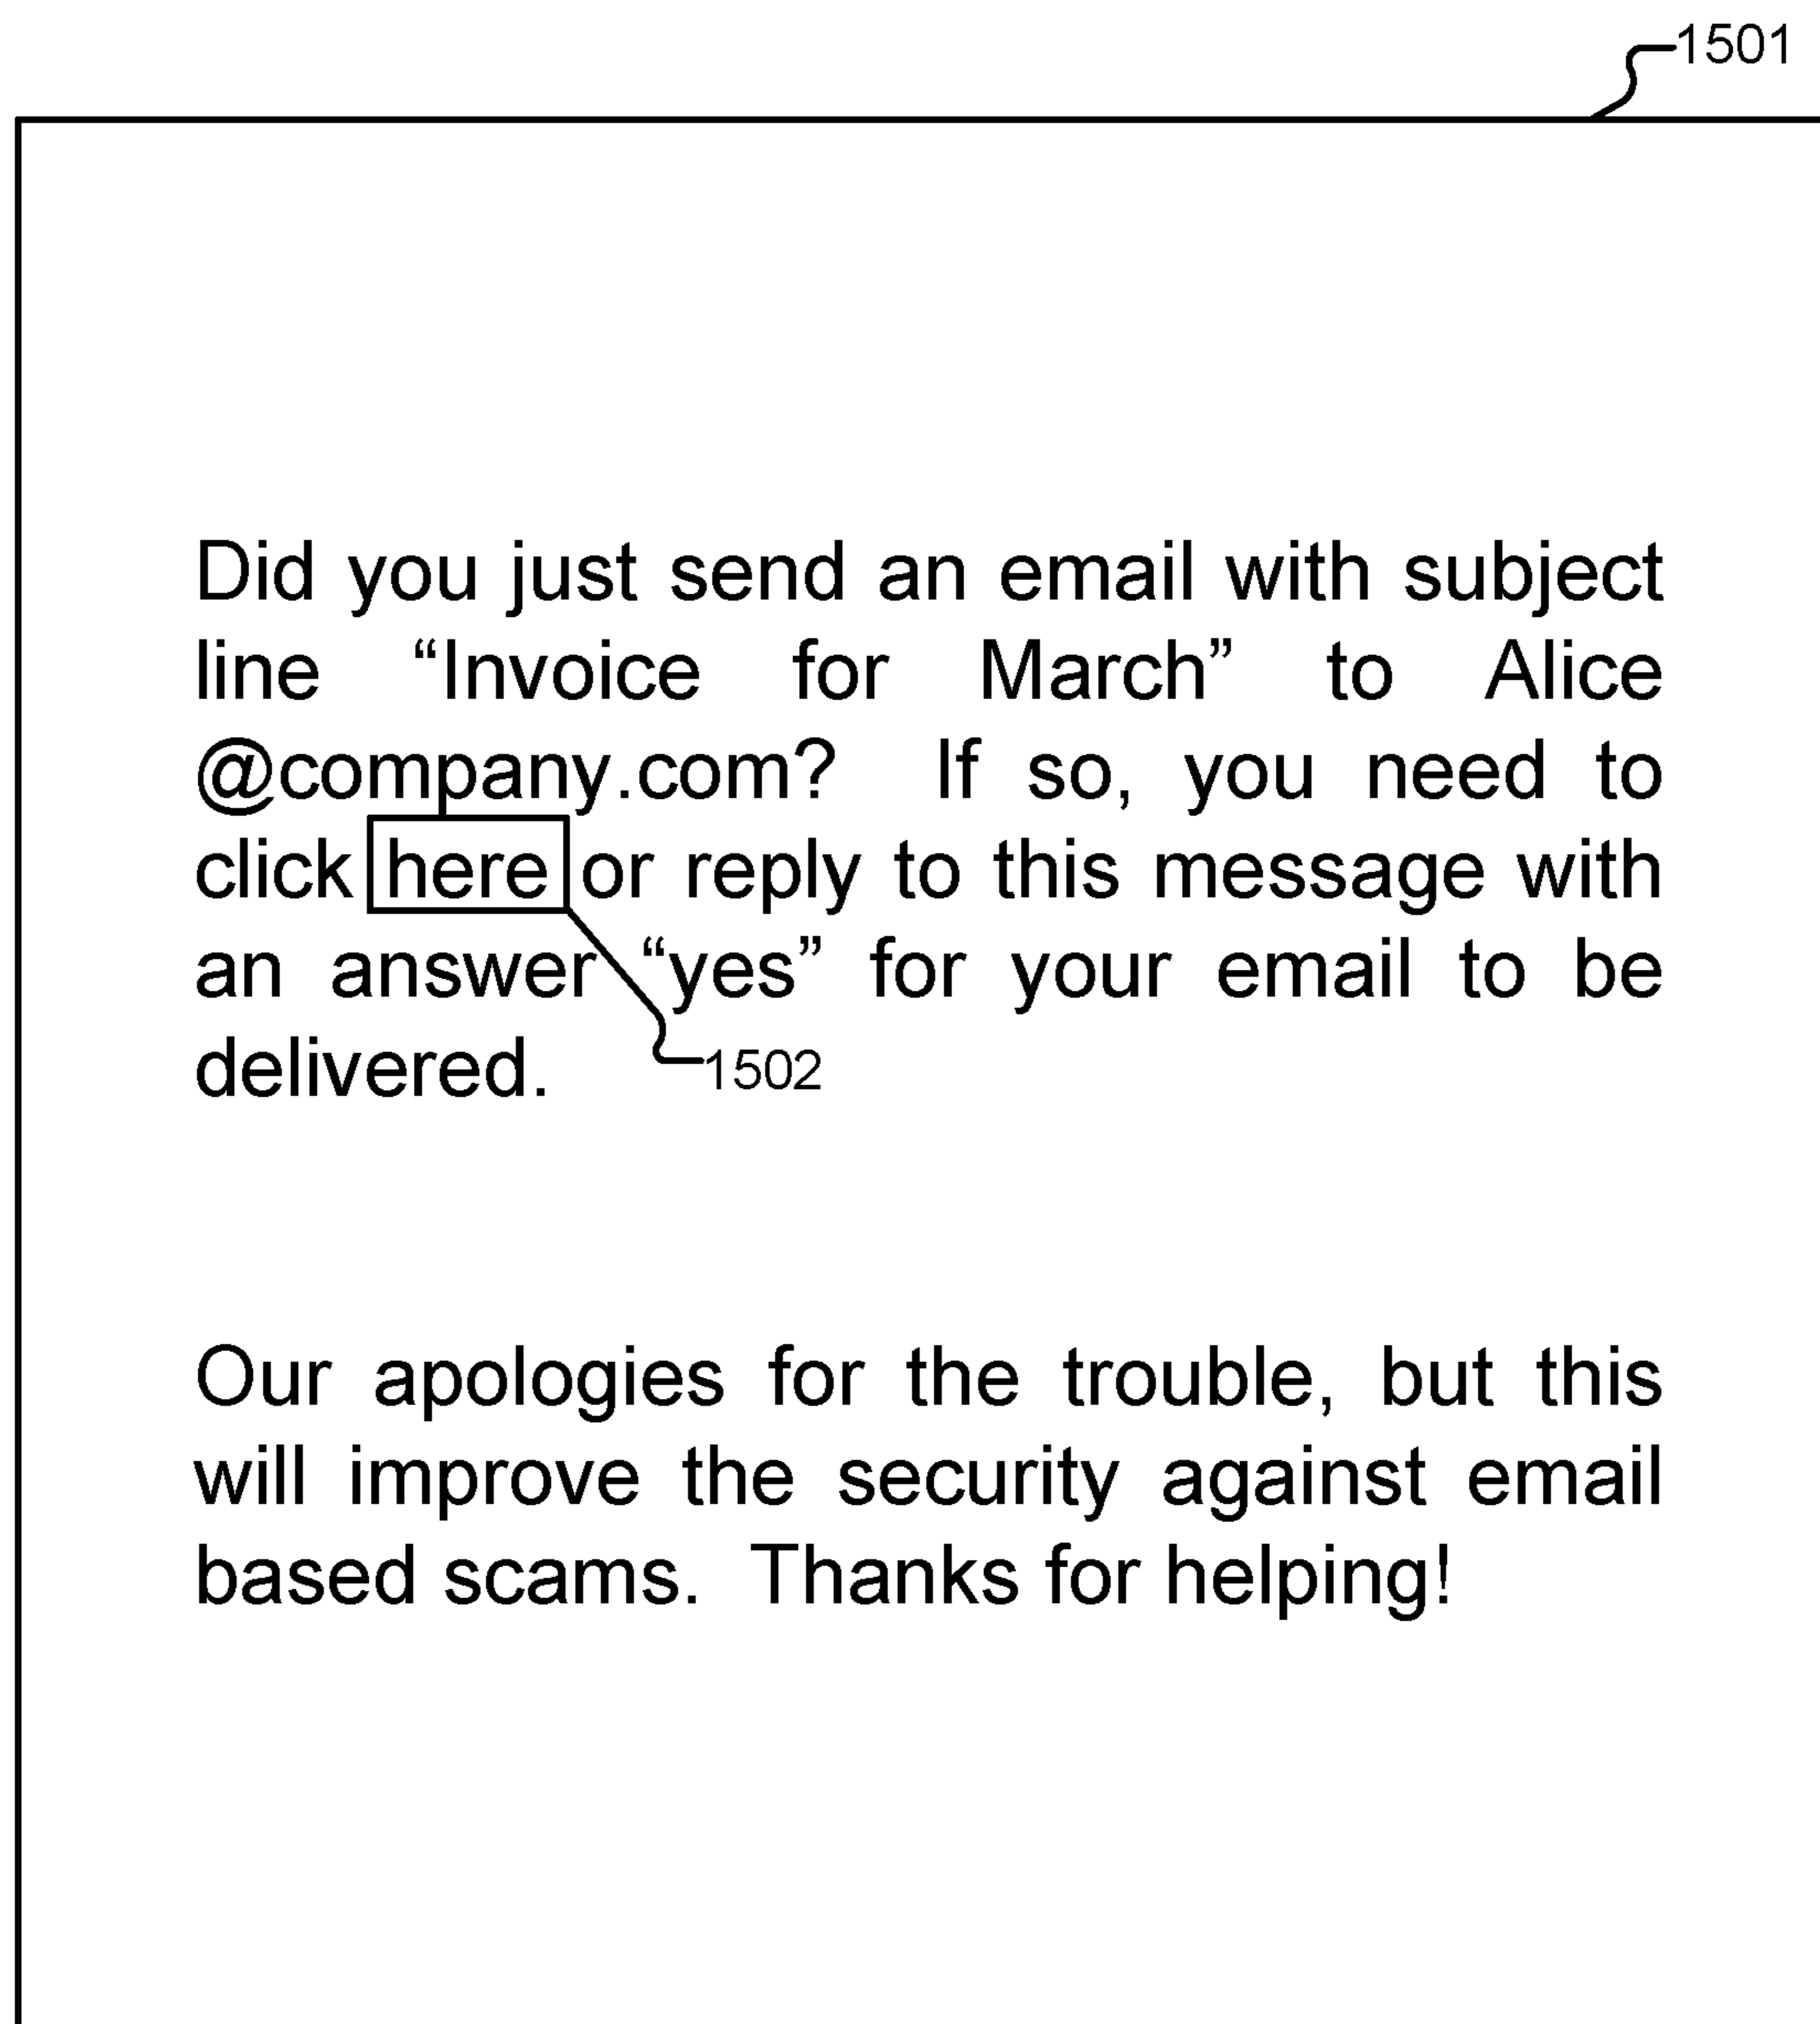 1501
Did you just send an email with subject
line “Invoice for March” to Alice
@company.com? If so, you need to
click here or reply to this message with
an answer “yes” for your email to be
delivered.
1502
Our apologies for the trouble, but this
will improve the security against email
based scams. Thanks for helping!